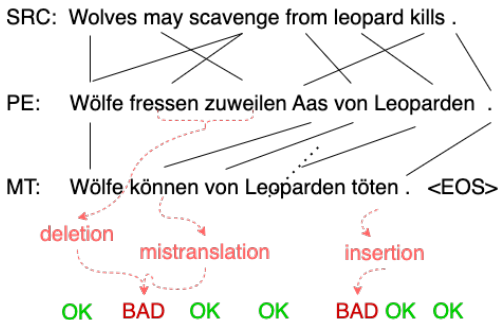 SRC: Wolves may scavenge from leopard kills .
PE: Wölfe fressen zuweilen Aas von Leoparden .
MT: Wölfe können von Leoparden töten . <EOS>
deletion
mistranslation
insertion
OK BAD OK OK BAD OK OK